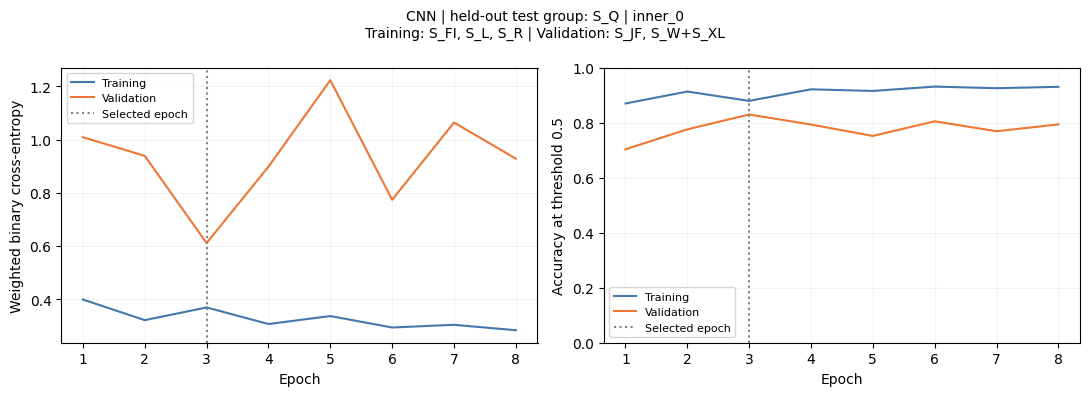 CNN | held-out test group: S_Q | inner_0
Training: S_FI, S_L, S_R | Validation: S_JF, S_W+S_XL
Weighted binary cross-entropy
1.2
1.0
0.8
0.6
0.4
Training
Validation
Selected epoch
1 2 3 4 5 6 7 8
Epoch
Accuracy at threshold 0.5
1.0
0.8
0.6
0.4
0.2
0.0
Training
Validation
Selected epoch
1 2 3 4 5 6 7 8
Epoch